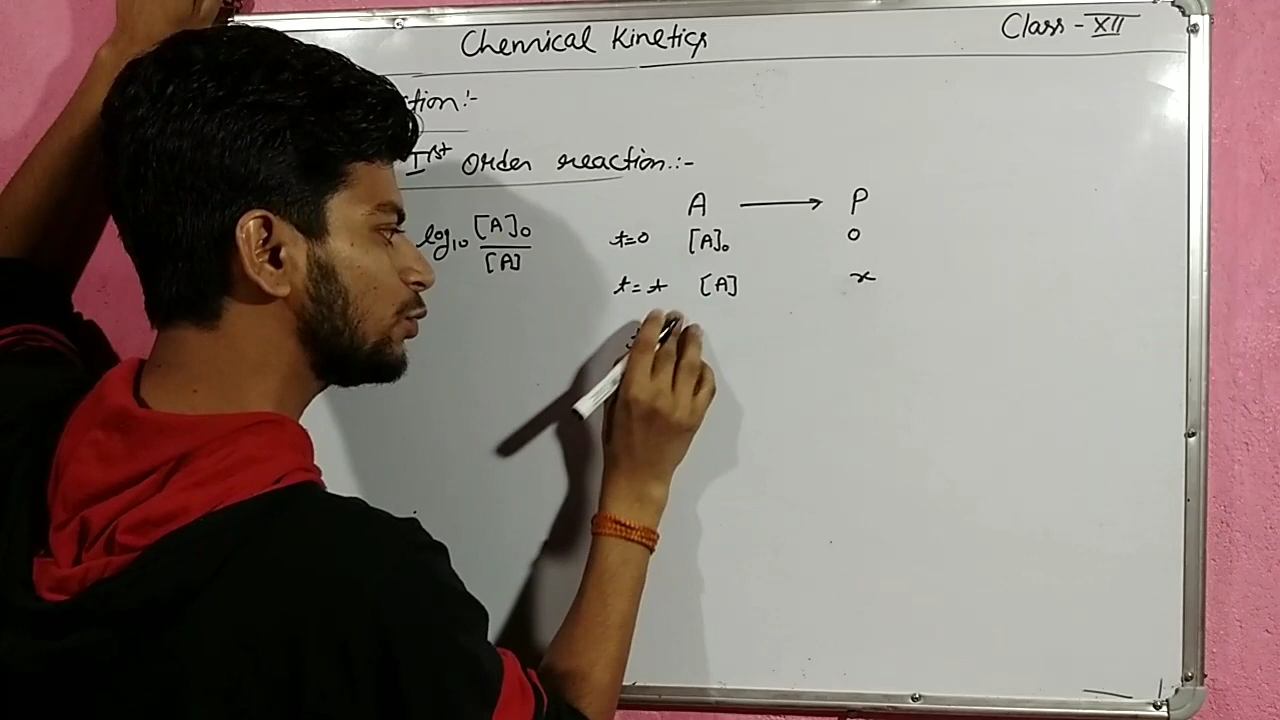 Chemical Kinetics
Class - XII
tion :-
Ist Order reaction :-
A ⟶ P
log10 [A]0/[A]
t=0 [A]0 0
t=t [A] x